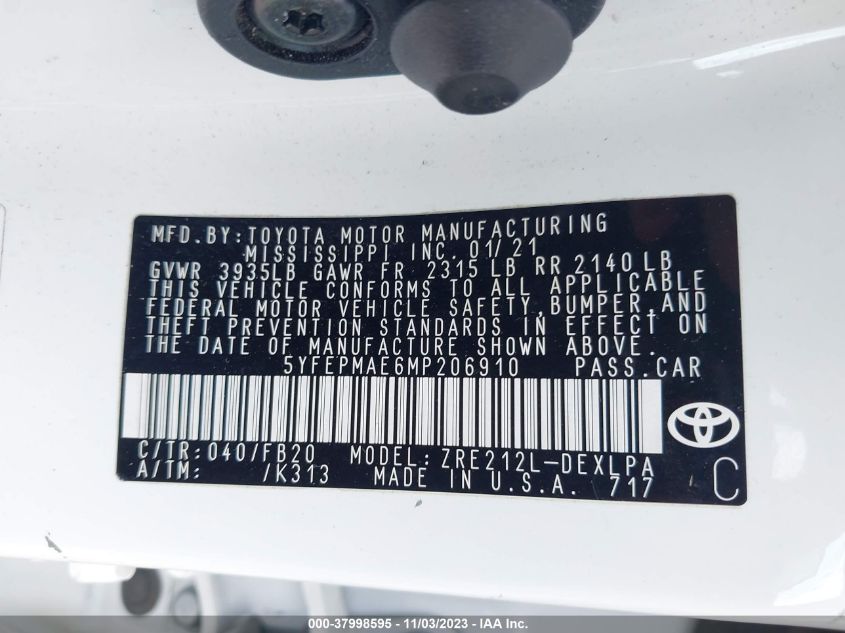 MFD. BY: TOYOTA MOTOR MANUFACTURING
MISSISSIPPI, INC. 01/21
GVWR 3935LB GAWR FR 2315 LB RR 2140 LB
THIS VEHICLE CONFORMS TO ALL APPLICABLE
FEDERAL MOTOR VEHICLE SAFETY, BUMPER, AND
THEFT PREVENTION STANDARDS IN EFFECT ON
THE DATE OF MANUFACTURE SHOWN ABOVE.
5YFEPMAE6MP206910 PASS. CAR
C/TR: 040/FB20 MODEL: ZRE212L-DEXLPA
A/TM: /K313 MADE IN U.S.A. 717 C
000-37998595 - 11/03/2023 - IAA Inc.